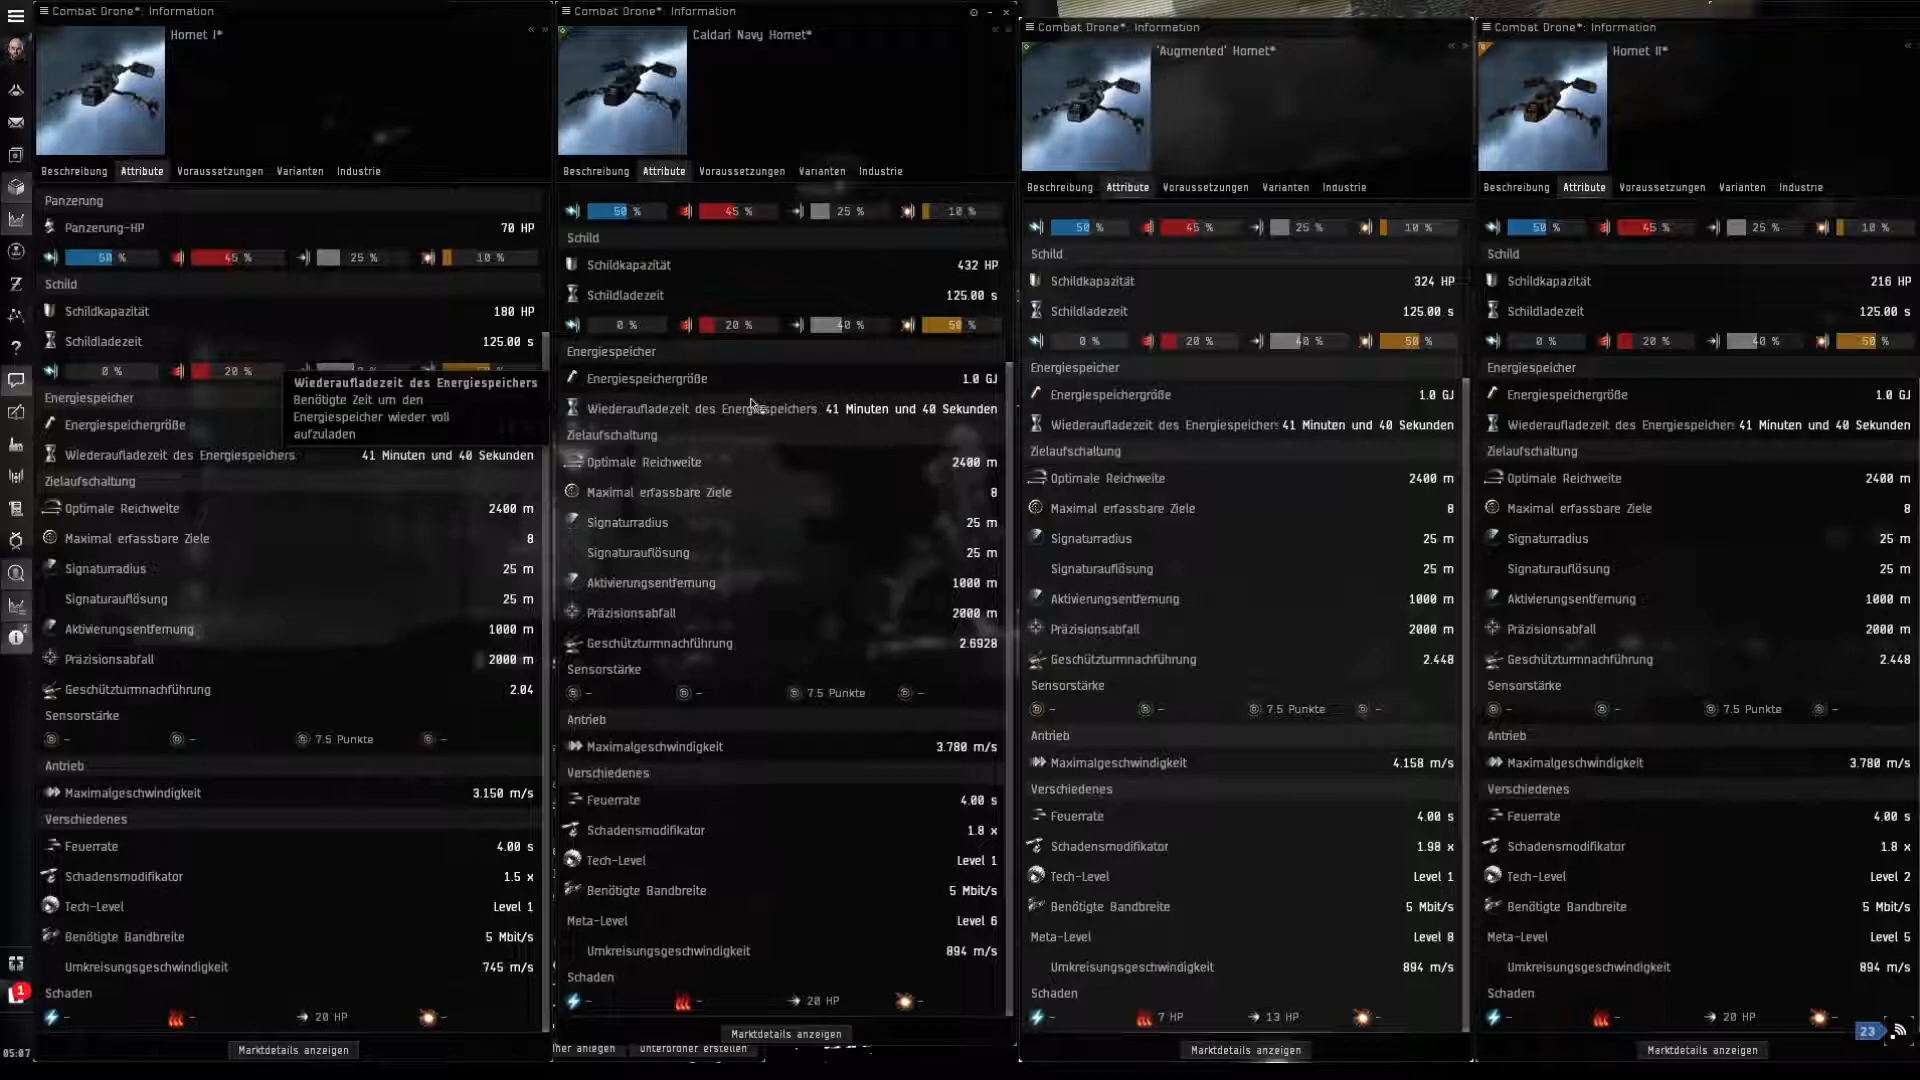 Combat Drone*: Information
Hornet I*
Beschreibung Attribute Voraussetzungen Varianten Industrie
Panzerung
Panzerung-HP 70 HP
50 % 45 % 25 % 10 %
Schild
Schildkapazität 180 HP
Schildladezeit 125.00 s
0 % 20 %
Energiespeicher
Energiespeichergröße
Wiederaufladezeit des Energiespeichers
Benötigte Zeit um den
Energiespeicher wieder voll
aufzuladen
Wiederaufladezeit des Energiespeichers 41 Minuten und 40 Sekunden
Zielaufschaltung
Optimale Reichweite 2400 m
Maximal erfassbare Ziele 8
Signaturradius 25 m
Signaturauflösung 25 m
Aktivierungsentfernung 1000 m
Präzisionsabfall 2000 m
Geschützturmnachführung 2.04
Sensorstärke
– – 7.5 Punkte –
Antrieb
Maximalgeschwindigkeit 3.150 m/s
Verschiedenes
Feuerrate 4.00 s
Schadensmodifikator 1.5 x
Tech-Level Level 1
Benötigte Bandbreite 5 Mbit/s
Umkreisungsgeschwindigkeit 745 m/s
Schaden
– – 20 HP –
Marktdetails anzeigen
Combat Drone*: Information
Caldari Navy Hornet*
Beschreibung Attribute Voraussetzungen Varianten Industrie
50 % 45 % 25 % 10 %
Schild
Schildkapazität 432 HP
Schildladezeit 125.00 s
0 % 20 % 40 % 50 %
Energiespeicher
Energiespeichergröße 1.0 GJ
Wiederaufladezeit des Energiespeichers 41 Minuten und 40 Sekunden
Zielaufschaltung
Optimale Reichweite 2400 m
Maximal erfassbare Ziele 8
Signaturradius 25 m
Signaturauflösung 25 m
Aktivierungsentfernung 1000 m
Präzisionsabfall 2000 m
Geschützturmnachführung 2.6928
Sensorstärke
– – 7.5 Punkte –
Antrieb
Maximalgeschwindigkeit 3.780 m/s
Verschiedenes
Feuerrate 4.00 s
Schadensmodifikator 1.8 x
Tech-Level Level 1
Benötigte Bandbreite 5 Mbit/s
Meta-Level Level 6
Umkreisungsgeschwindigkeit 894 m/s
Schaden
– – 20 HP –
Marktdetails anzeigen
anlegen Unterordner erstellen
Combat Drone*: Information
'Augmented' Hornet*
Beschreibung Attribute Voraussetzungen Varianten Industrie
50 % 45 % 25 % 10 %
Schild
Schildkapazität 324 HP
Schildladezeit 125.00 s
0 % 20 % 40 % 50 %
Energiespeicher
Energiespeichergröße 1.0 GJ
Wiederaufladezeit des Energiespeichers 41 Minuten und 40 Sekunden
Zielaufschaltung
Optimale Reichweite 2400 m
Maximal erfassbare Ziele 8
Signaturradius 25 m
Signaturauflösung 25 m
Aktivierungsentfernung 1000 m
Präzisionsabfall 2000 m
Geschützturmnachführung 2.448
Sensorstärke
– – 7.5 Punkte –
Antrieb
Maximalgeschwindigkeit 4.158 m/s
Verschiedenes
Feuerrate 4.00 s
Schadensmodifikator 1.98 x
Tech-Level Level 1
Benötigte Bandbreite 5 Mbit/s
Meta-Level Level 8
Umkreisungsgeschwindigkeit 894 m/s
Schaden
– 7 HP 13 HP –
Marktdetails anzeigen
Combat Drone*: Information
Hornet II*
Beschreibung Attribute Voraussetzungen Varianten Industrie
50 % 45 % 25 % 10 %
Schild
Schildkapazität 216 HP
Schildladezeit 125.00 s
0 % 20 % 40 % 50 %
Energiespeicher
Energiespeichergröße 1.0 GJ
Wiederaufladezeit des Energiespeichers 41 Minuten und 40 Sekunden
Zielaufschaltung
Optimale Reichweite 2400 m
Maximal erfassbare Ziele 8
Signaturradius 25 m
Signaturauflösung 25 m
Aktivierungsentfernung 1000 m
Präzisionsabfall 2000 m
Geschützturmnachführung 2.448
Sensorstärke
– – 7.5 Punkte –
Antrieb
Maximalgeschwindigkeit 3.780 m/s
Verschiedenes
Feuerrate 4.00 s
Schadensmodifikator 1.8 x
Tech-Level Level 2
Benötigte Bandbreite 5 Mbit/s
Meta-Level Level 5
Umkreisungsgeschwindigkeit 894 m/s
Schaden
– – 20 HP –
Marktdetails anzeigen
1
05:07
23